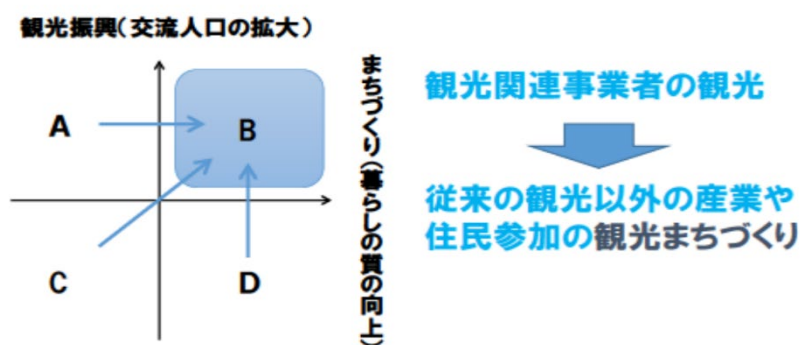 観光振興(交流人口の拡大)
まちづくり(暮らしの質の向上)
A
B
C
D
観光関連事業者の観光
従来の観光以外の産業や
住民参加の観光まちづくり